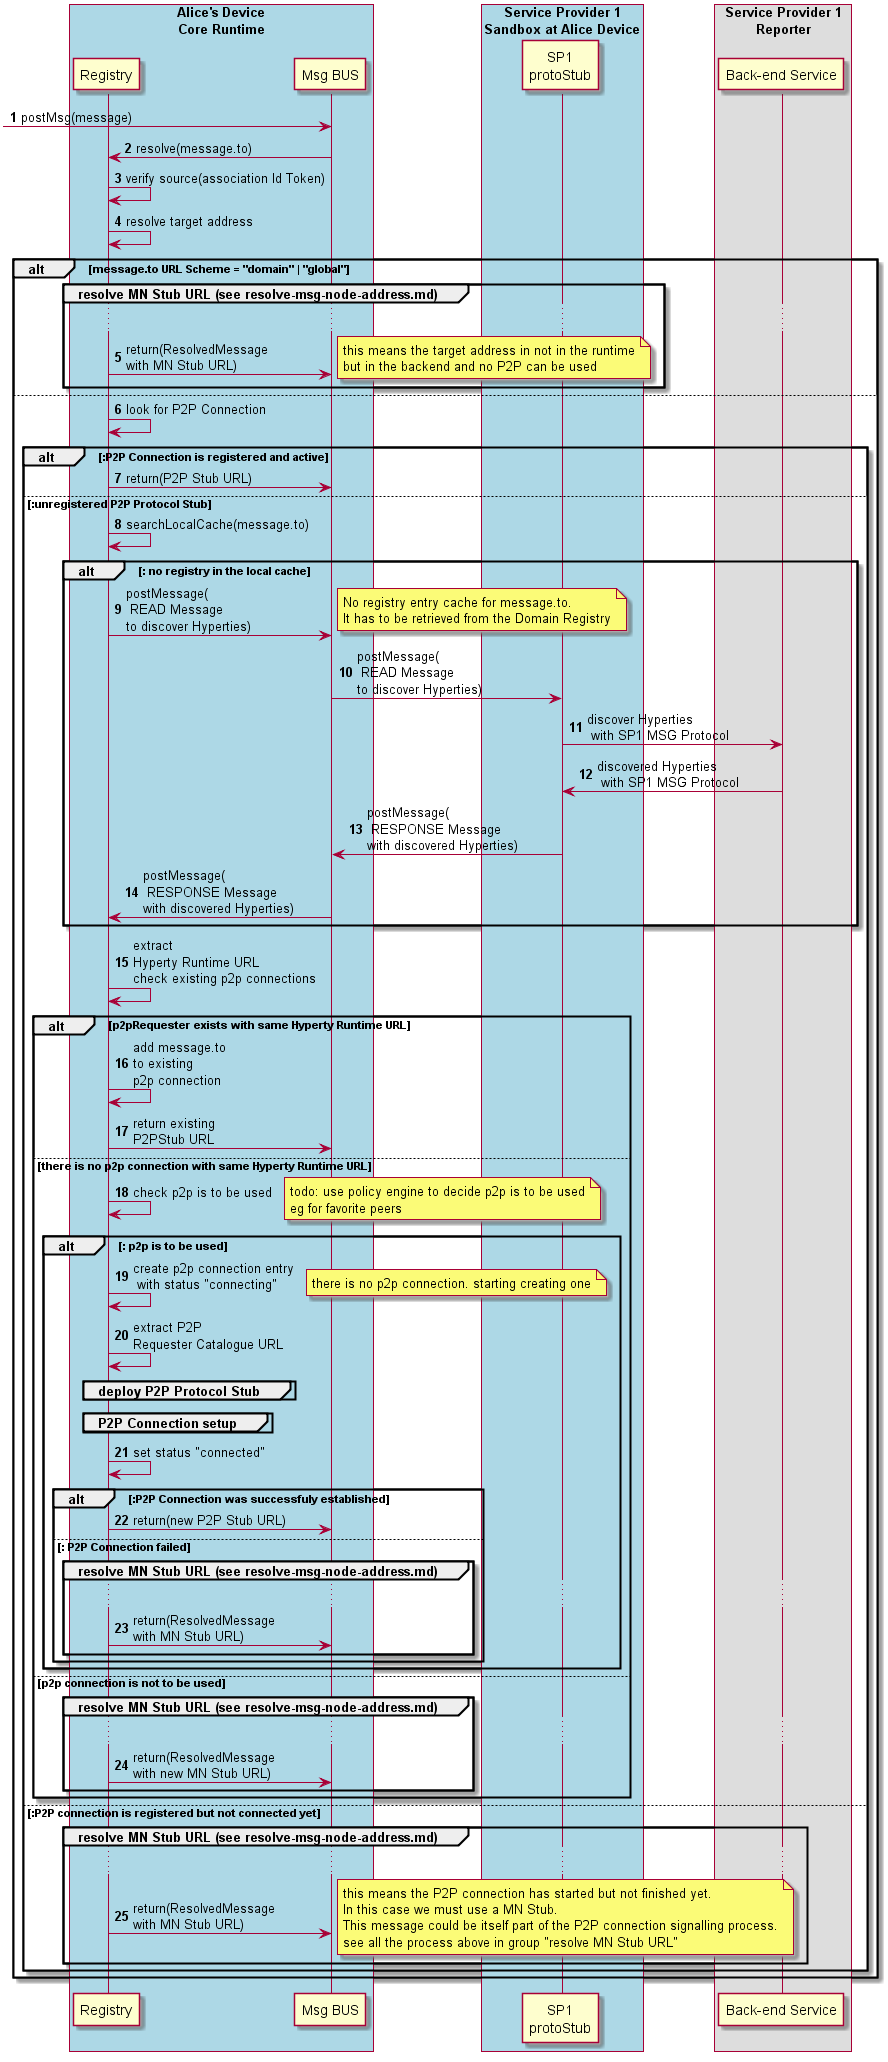 Alice's Device
Core Runtime
Service Provider 1
Sandbox at Alice Device
Service Provider 1
Reporter
Registry
Msg BUS
SP1
protoStub
Back-end Service
1 postMsg(message)
2 resolve(message.to)
3 verify source(association Id Token)
4 resolve target address
alt [message.to URL Scheme = "domain" | "global"]
resolve MN Stub URL (see resolve-msg-node-address.md)
5 return(ResolvedMessage
with MN Stub URL)
this means the target address in not in the runtime
but in the backend and no P2P can be used
6 look for P2P Connection
alt [:P2P Connection is registered and active]
7 return(P2P Stub URL)
[:unregistered P2P Protocol Stub]
8 searchLocalCache(message.to)
alt [: no registry in the local cache]
9 postMessage(
READ Message
to discover Hyperties)
No registry entry cache for message.to.
It has to be retrieved from the Domain Registry
10 postMessage(
READ Message
to discover Hyperties)
11 discover Hyperties
with SP1 MSG Protocol
12 discovered Hyperties
with SP1 MSG Protocol
13 postMessage(
RESPONSE Message
with discovered Hyperties)
14 postMessage(
RESPONSE Message
with discovered Hyperties)
15 extract
Hyperty Runtime URL
check existing p2p connections
alt [p2pRequester exists with same Hyperty Runtime URL]
16 add message.to
to existing
p2p connection
17 return existing
P2PStub URL
[there is no p2p connection with same Hyperty Runtime URL]
18 check p2p is to be used
todo: use policy engine to decide p2p is to be used
eg for favorite peers
alt [: p2p is to be used]
19 create p2p connection entry
with status "connecting"
there is no p2p connection. starting creating one
20 extract P2P
Requester Catalogue URL
deploy P2P Protocol Stub
P2P Connection setup
21 set status "connected"
alt [:P2P Connection was successfuly established]
22 return(new P2P Stub URL)
[: P2P Connection failed]
resolve MN Stub URL (see resolve-msg-node-address.md)
23 return(ResolvedMessage
with MN Stub URL)
[p2p connection is not to be used]
resolve MN Stub URL (see resolve-msg-node-address.md)
24 return(ResolvedMessage
with new MN Stub URL)
[:P2P connection is registered but not connected yet]
resolve MN Stub URL (see resolve-msg-node-address.md)
25 return(ResolvedMessage
with MN Stub URL)
this means the P2P connection has started but not finished yet.
In this case we must use a MN Stub.
This message could be itself part of the P2P connection signalling process.
see all the process above in group "resolve MN Stub URL"
Registry
Msg BUS
SP1
protoStub
Back-end Service